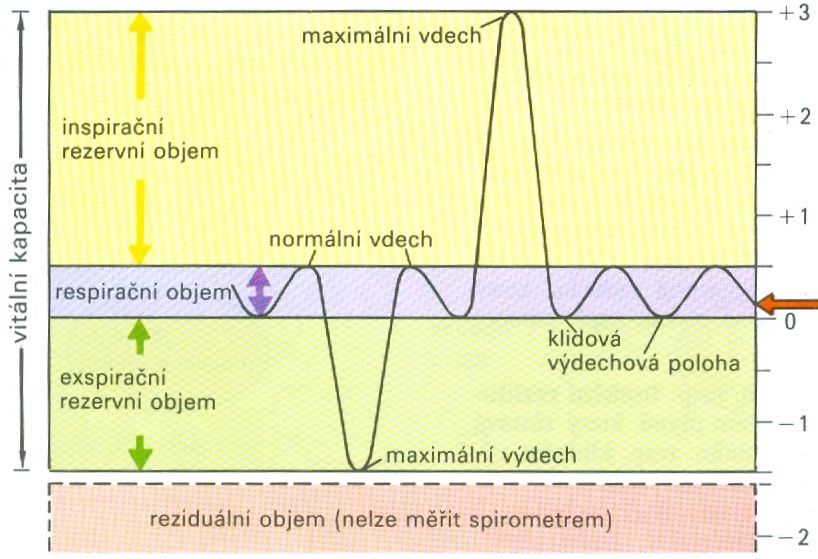 vitální kapacita
maximální vdech
inspirační
rezervní objem
normální vdech
respirační objem
klidová
výdechová poloha
exspirační
rezervní objem
maximální výdech
reziduální objem (nelze měřit spirometrem)
+3
+2
+1
0
−1
−2